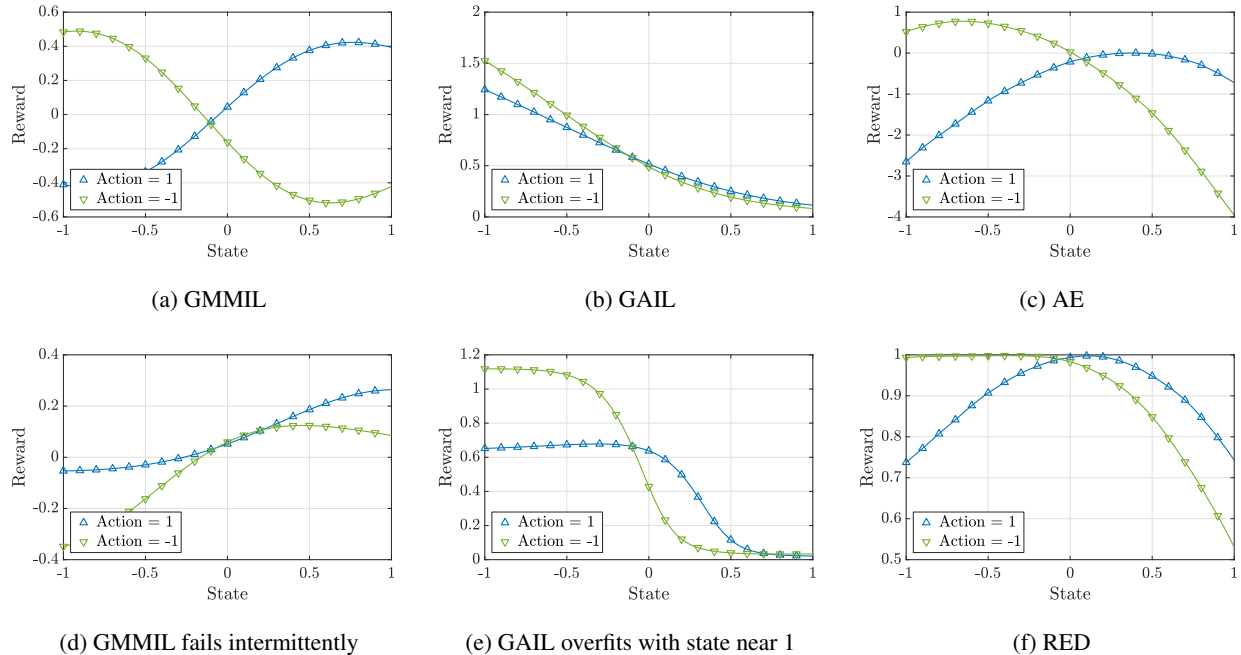 0.6
0.4
0.2
0
-0.2
-0.4
-0.6
-1
-0.5
0
0.5
1
Reward
State
Action = 1
Action = -1
(a) GMMIL
2
1.5
1
0.5
0
-1
-0.5
0
0.5
1
Reward
State
Action = 1
Action = -1
(b) GAIL
1
0
-1
-2
-3
-4
-1
-0.5
0
0.5
1
Reward
State
Action = 1
Action = -1
(c) AE
0.4
0.2
0
-0.2
-0.4
-1
-0.5
0
0.5
1
Reward
State
Action = 1
Action = -1
(d) GMMIL fails intermittently
1.2
1
0.8
0.6
0.4
0.2
0
-1
-0.5
0
0.5
1
Reward
State
Action = 1
Action = -1
(e) GAIL overfits with state near 1
1
0.9
0.8
0.7
0.6
0.5
-1
-0.5
0
0.5
1
Reward
State
Action = 1
Action = -1
(f) RED